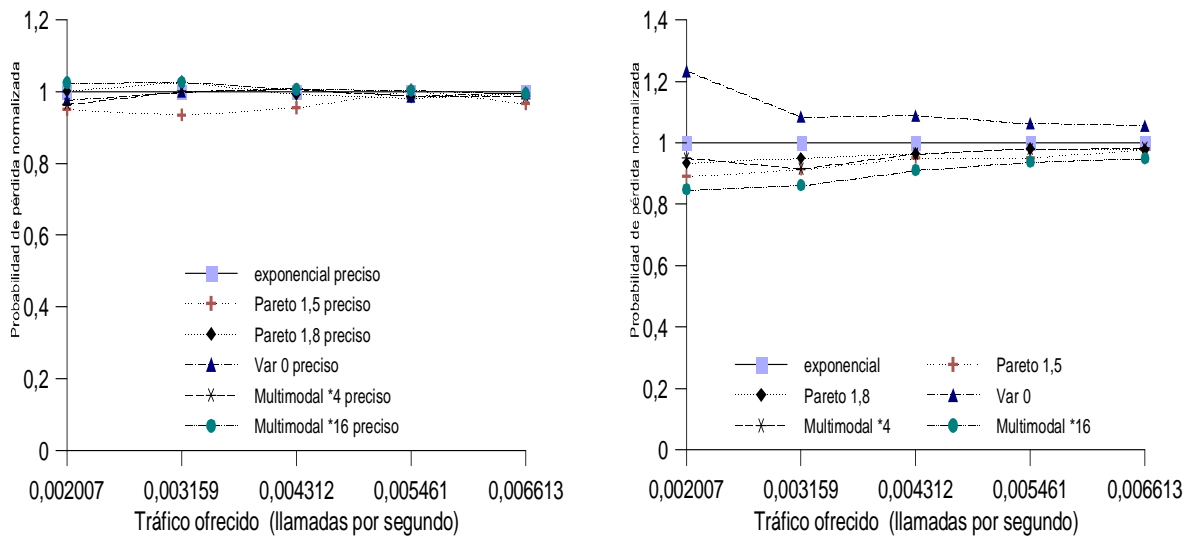 Probabilidad de pérdida normalizada
1,2
1
0,8
0,6
0,4
0,2
0
exponencial preciso
Pareto 1,5 preciso
Pareto 1,8 preciso
Var 0 preciso
Multimodal *4 preciso
Multimodal *16 preciso
0,002007 0,003159 0,004312 0,005461 0,006613
Tráfico ofrecido (llamadas por segundo)
Probabilidad de pérdida normalizada
1,4
1,2
1
0,8
0,6
0,4
0,2
0
exponencial Pareto 1,5
Pareto 1,8 Var 0
Multimodal *4 Multimodal *16
0,002007 0,003159 0,004312 0,005461 0,006613
Tráfico ofrecido (llamadas por segundo)